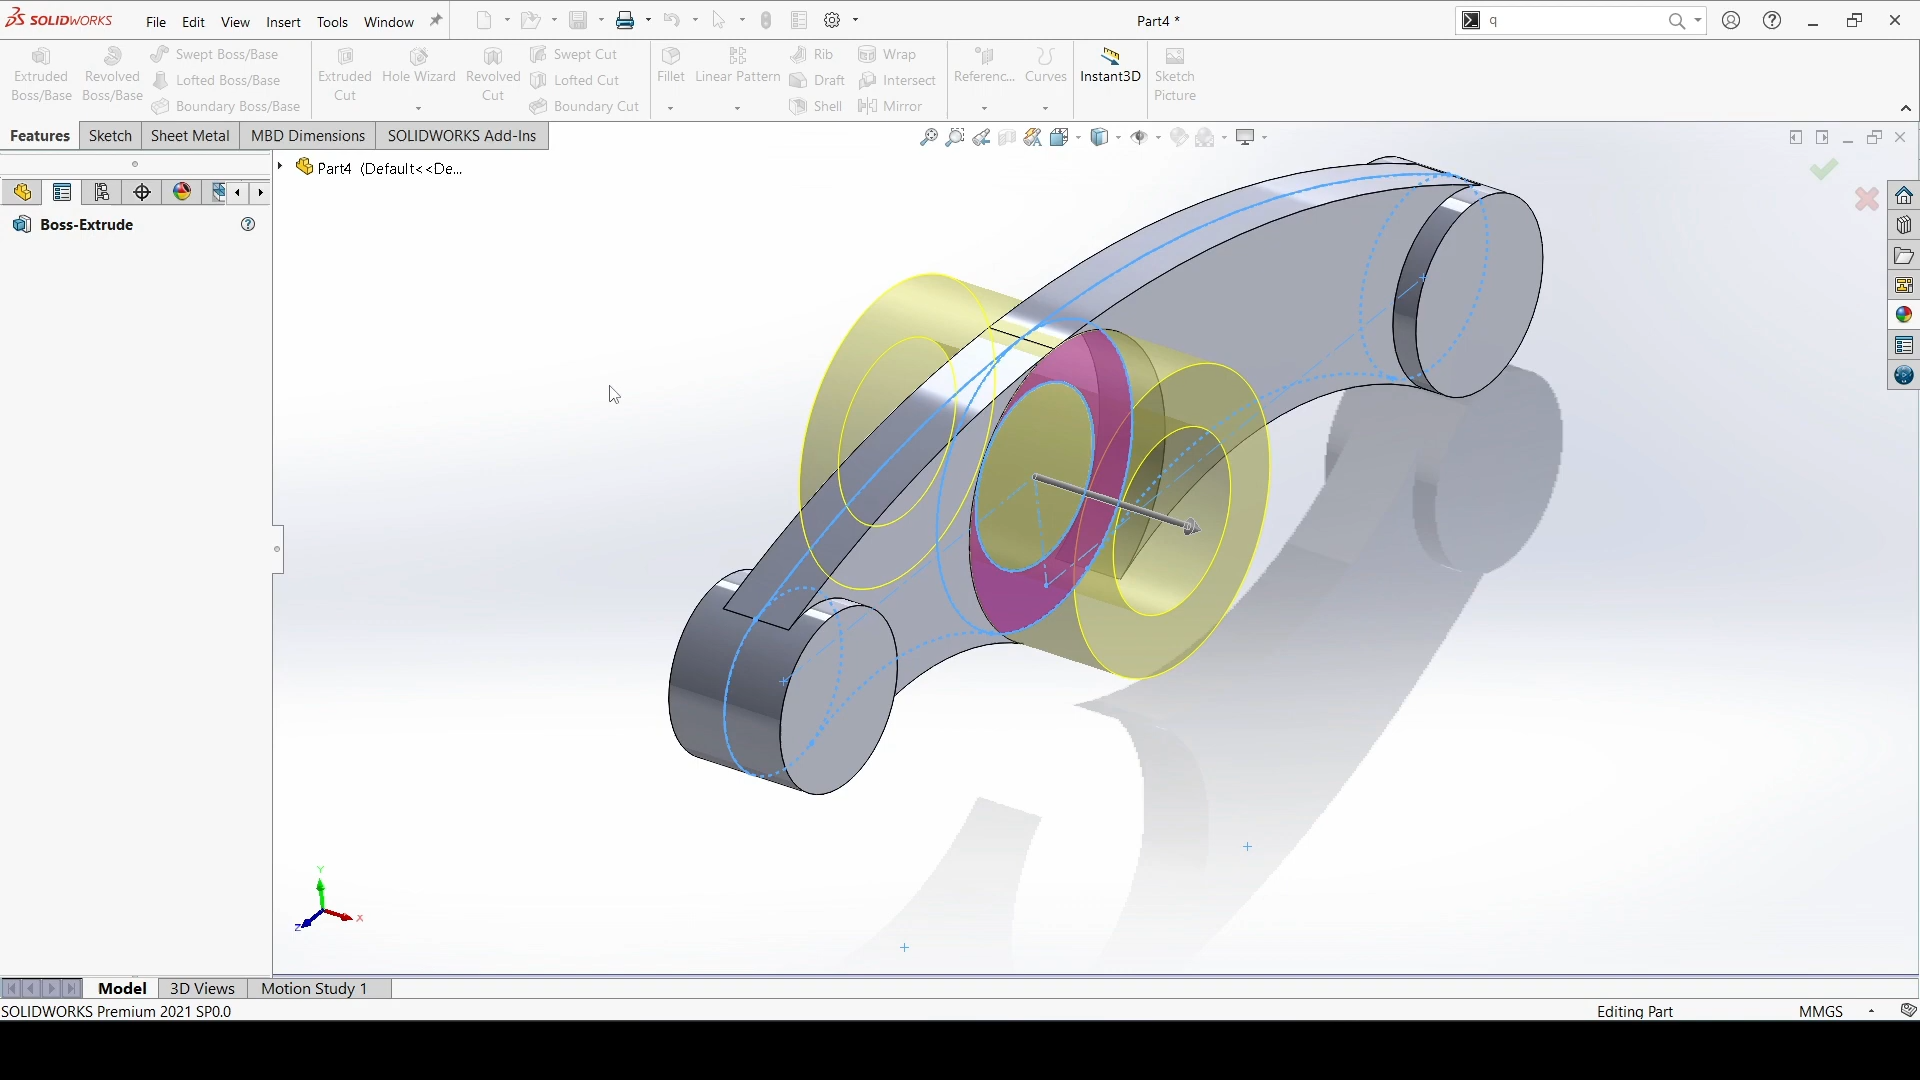 SOLIDWORKS File Edit View Insert Tools Window Part4 * q
Extruded Boss/Base
Revolved Boss/Base
Swept Boss/Base
Lofted Boss/Base
Boundary Boss/Base
Extruded Cut
Hole Wizard
Revolved Cut
Swept Cut
Lofted Cut
Boundary Cut
Fillet
Linear Pattern
Rib
Draft
Shell
Wrap
Intersect
Mirror
Referenc...
Curves
Instant3D
Sketch Picture
Features Sketch Sheet Metal MBD Dimensions SOLIDWORKS Add-Ins
Part4 (Default<<De...
Boss-Extrude
Y
X
Z
Model 3D Views Motion Study 1
SOLIDWORKS Premium 2021 SP0.0 Editing Part MMGS